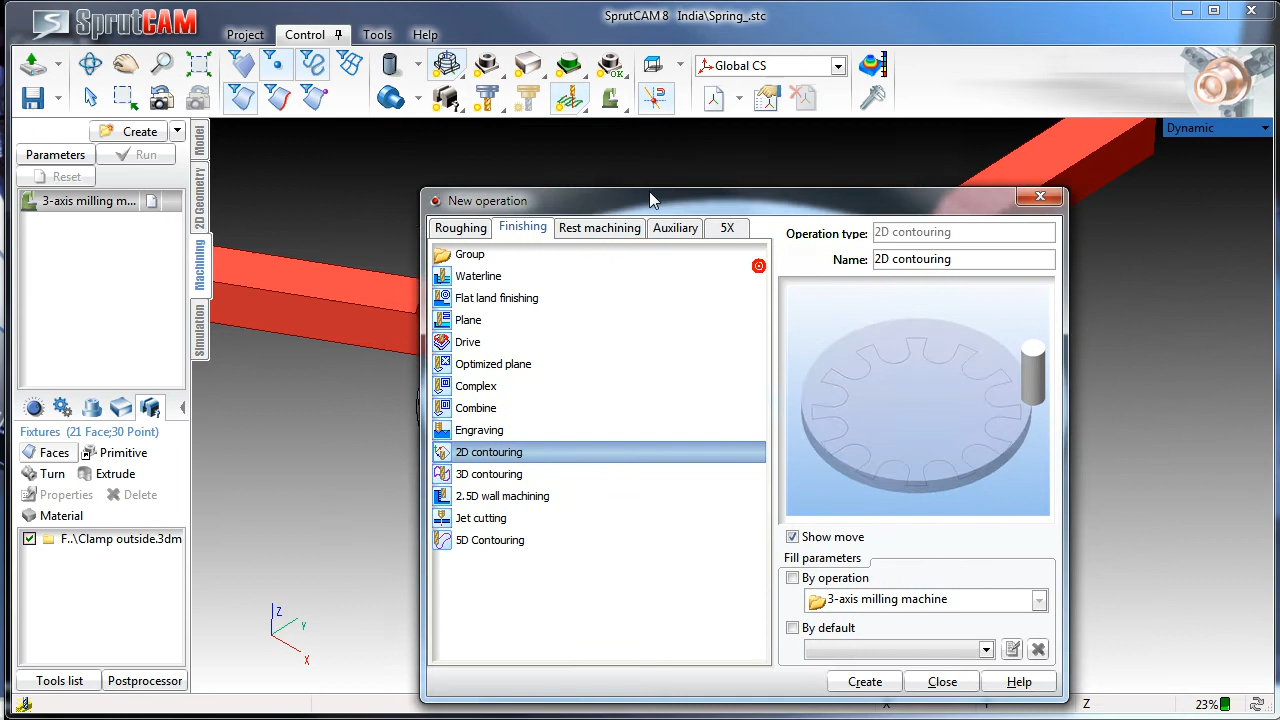 SprutCAM
SprutCAM 8 India\Spring_.stc
Project
Control
Tools
Help
Global CS
Dynamic
Create
Parameters
Run
Reset
3-axis milling m...
Model
2D Geometry
Machining
Simulation
Fixtures (21 Face;30 Point)
Faces
Primitive
Turn
Extrude
Properties
Delete
Material
F..\Clamp outside.3dm
Tools list
Postprocessor
Z
Y
X
New operation
Roughing
Finishing
Rest machining
Auxiliary
5X
Group
Waterline
Flat land finishing
Plane
Drive
Optimized plane
Complex
Combine
Engraving
2D contouring
3D contouring
2.5D wall machining
Jet cutting
5D Contouring
Operation type: 2D contouring
Name: 2D contouring
Show move
Fill parameters
By operation
3-axis milling machine
By default
Create
Close
Help
Z
23%